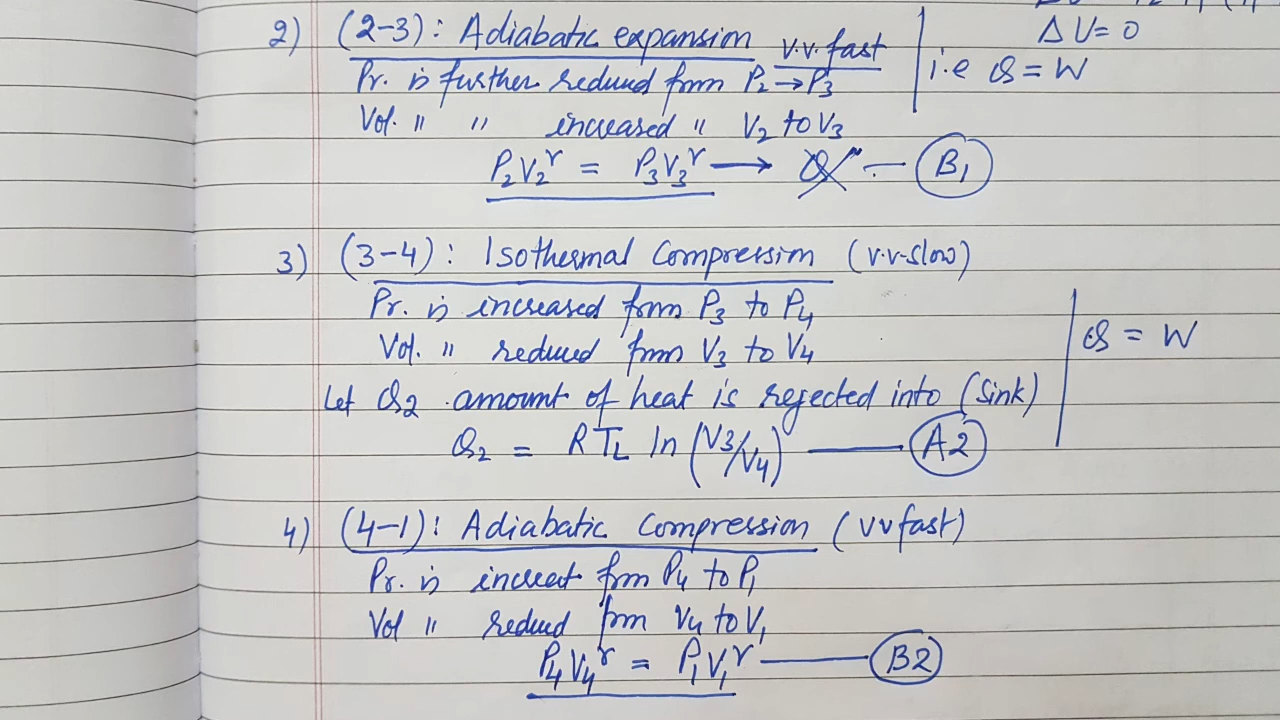 ΔU = 0
2) (2-3): Adiabatic expansion v.v. fast
i.e Q = W
Pr. is further reduced from P₂ → P₃
Vol. " " increased " V₂ to V₃
P₂V₂^γ = P₃V₃^γ → — B₁
3) (3-4): Isothermal Compression (v.v-slow)
Pr. is increased from P₃ to P₄
Vol. " reduced from V₃ to V₄
Q = W
Let Q₂ amount of heat is rejected into (Sink)
Q₂ = RT_L ln (V3/V4) — A2
4) (4-1): Adiabatic Compression (vv fast)
Pr. is increat from P₄ to P₁
Vol " reduced from V₄ to V₁
P₄V₄^γ = P₁V₁^γ — B2